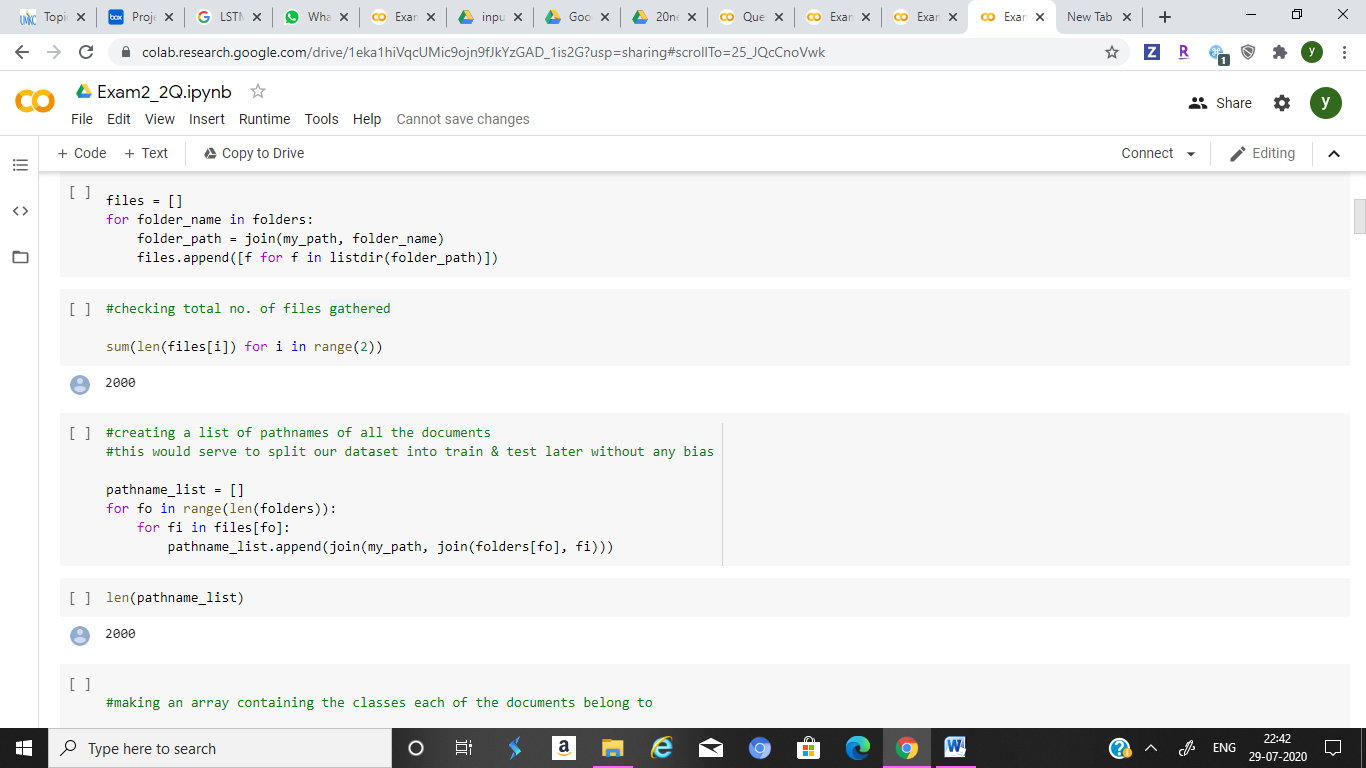 Topi
box Proje
LSTM
Wha
Exan
inpu
Goo
20ne
Que
Exar
Exan
Exan
New Tab
colab.research.google.com/drive/1eka1hiVqcUMic9ojn9fJkYzGAD_1is2G?usp=sharing#scrollTo=25_JQcCnoVwk
Z R 1 y
Exam2_2Q.ipynb
File Edit View Insert Runtime Tools Help Cannot save changes
Share y
+ Code + Text Copy to Drive Connect Editing
[ ] files = []
for folder_name in folders:
    folder_path = join(my_path, folder_name)
    files.append([f for f in listdir(folder_path)])
[ ] #checking total no. of files gathered
sum(len(files[i]) for i in range(2))
2000
[ ] #creating a list of pathnames of all the documents
#this would serve to split our dataset into train & test later without any bias
pathname_list = []
for fo in range(len(folders)):
    for fi in files[fo]:
        pathname_list.append(join(my_path, join(folders[fo], fi)))
[ ] len(pathname_list)
2000
[ ]
#making an array containing the classes each of the documents belong to
Type here to search
ENG
22:42
29-07-2020